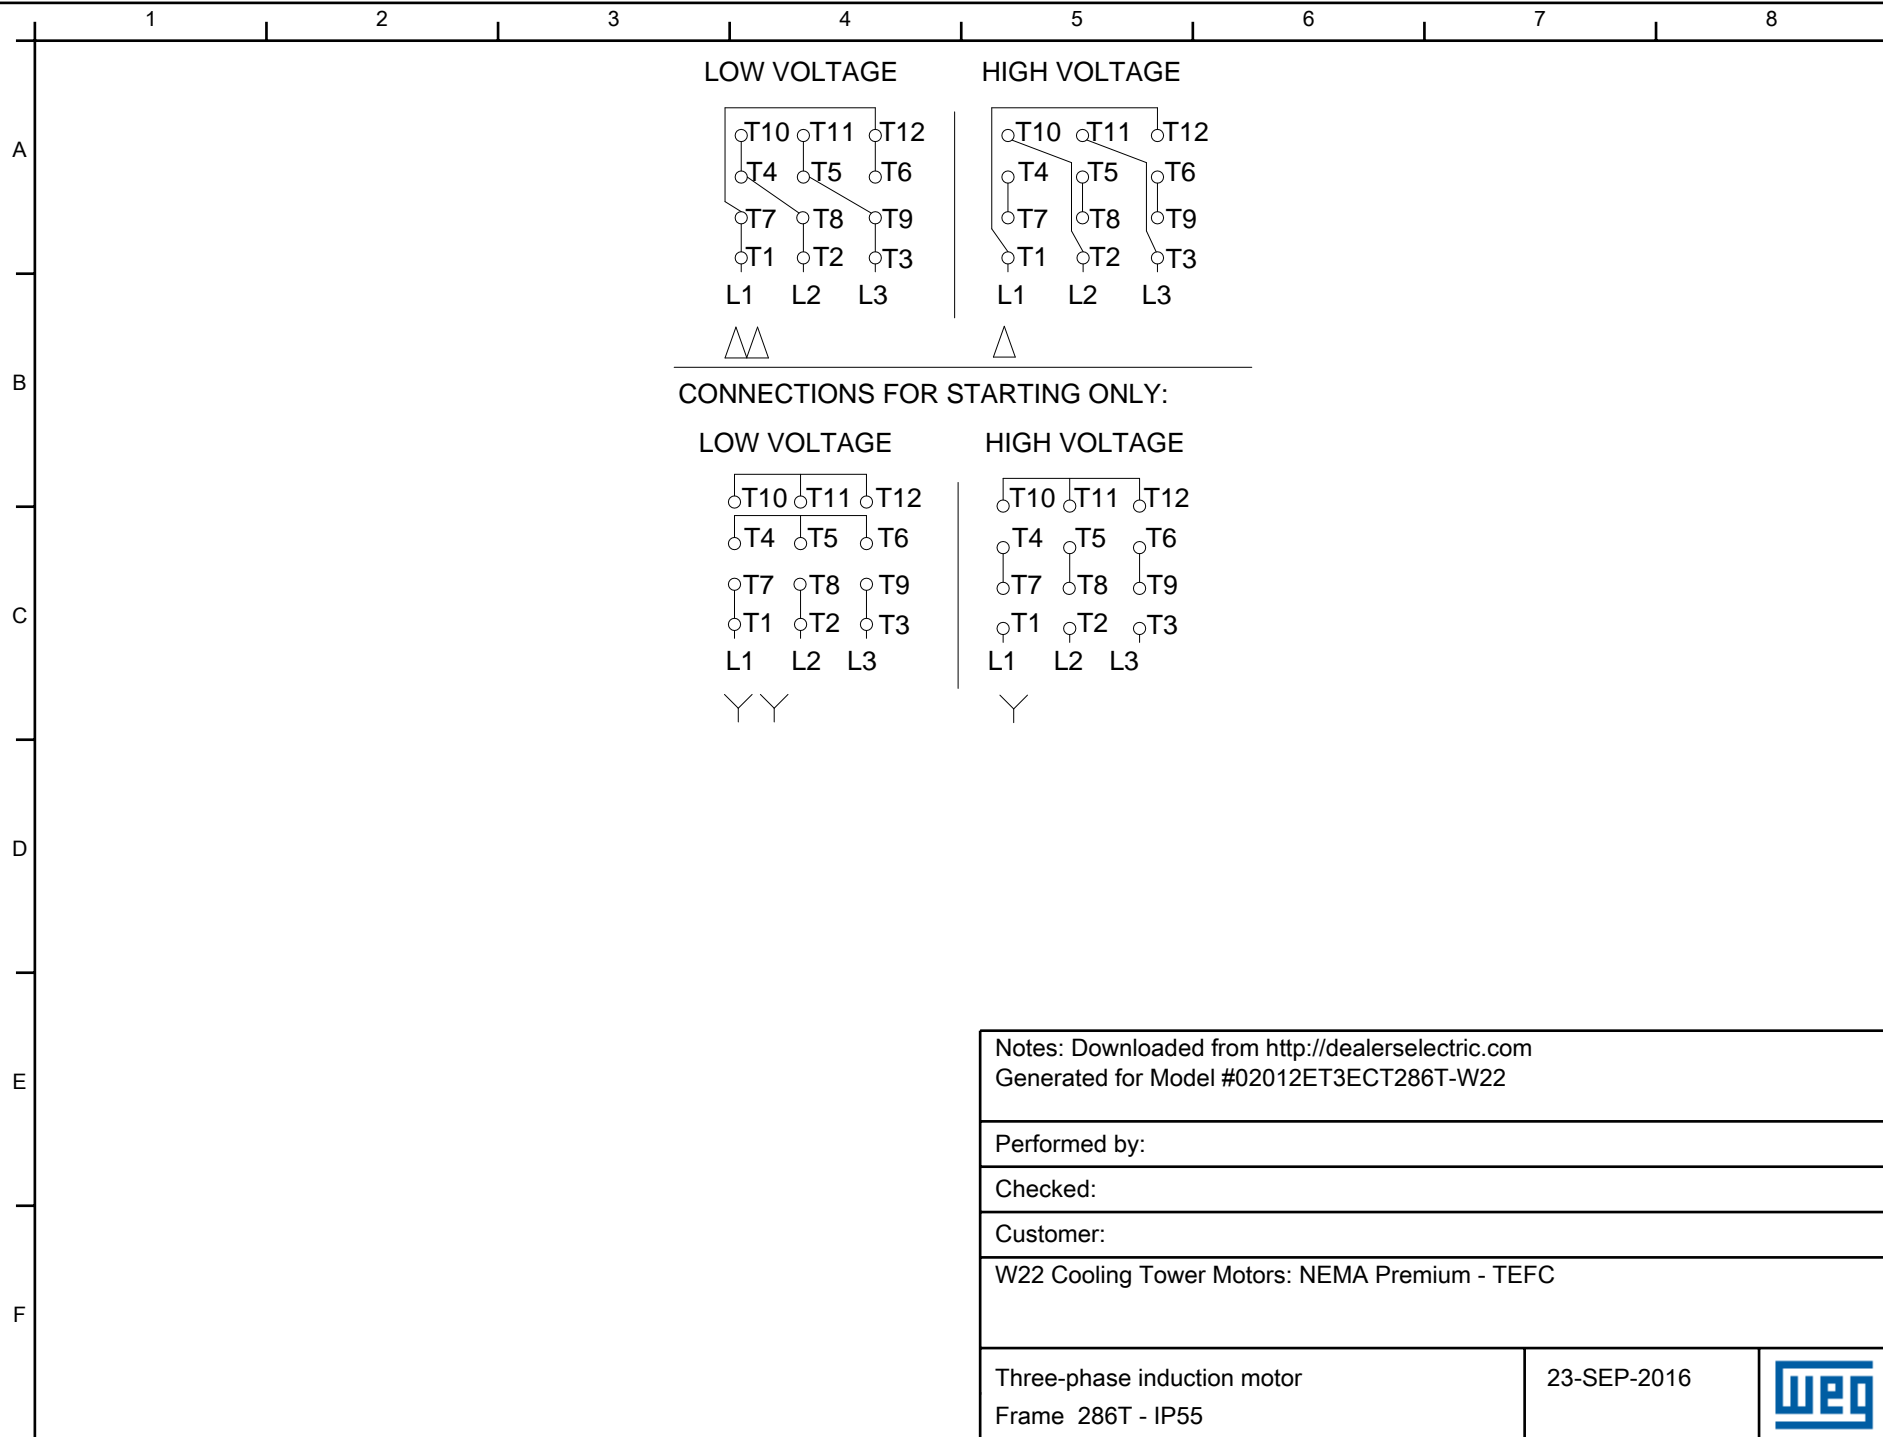 1 2 3 4 5 6 7 8
A
B
C
D
E
F
LOW VOLTAGE HIGH VOLTAGE
T10 T11 T12 T10 T11 T12
T4 T5 T6 T4 T5 T6
T7 T8 T9 T7 T8 T9
T1 T2 T3 T1 T2 T3
L1 L2 L3 L1 L2 L3
CONNECTIONS FOR STARTING ONLY:
LOW VOLTAGE HIGH VOLTAGE
T10 T11 T12 T10 T11 T12
T4 T5 T6 T4 T5 T6
T7 T8 T9 T7 T8 T9
T1 T2 T3 T1 T2 T3
L1 L2 L3 L1 L2 L3
Notes: Downloaded from http://dealerselectric.com
Generated for Model #02012ET3ECT286T-W22
Performed by:
Checked:
Customer:
W22 Cooling Tower Motors: NEMA Premium - TEFC
Three-phase induction motor
Frame 286T - IP55
23-SEP-2016
weg